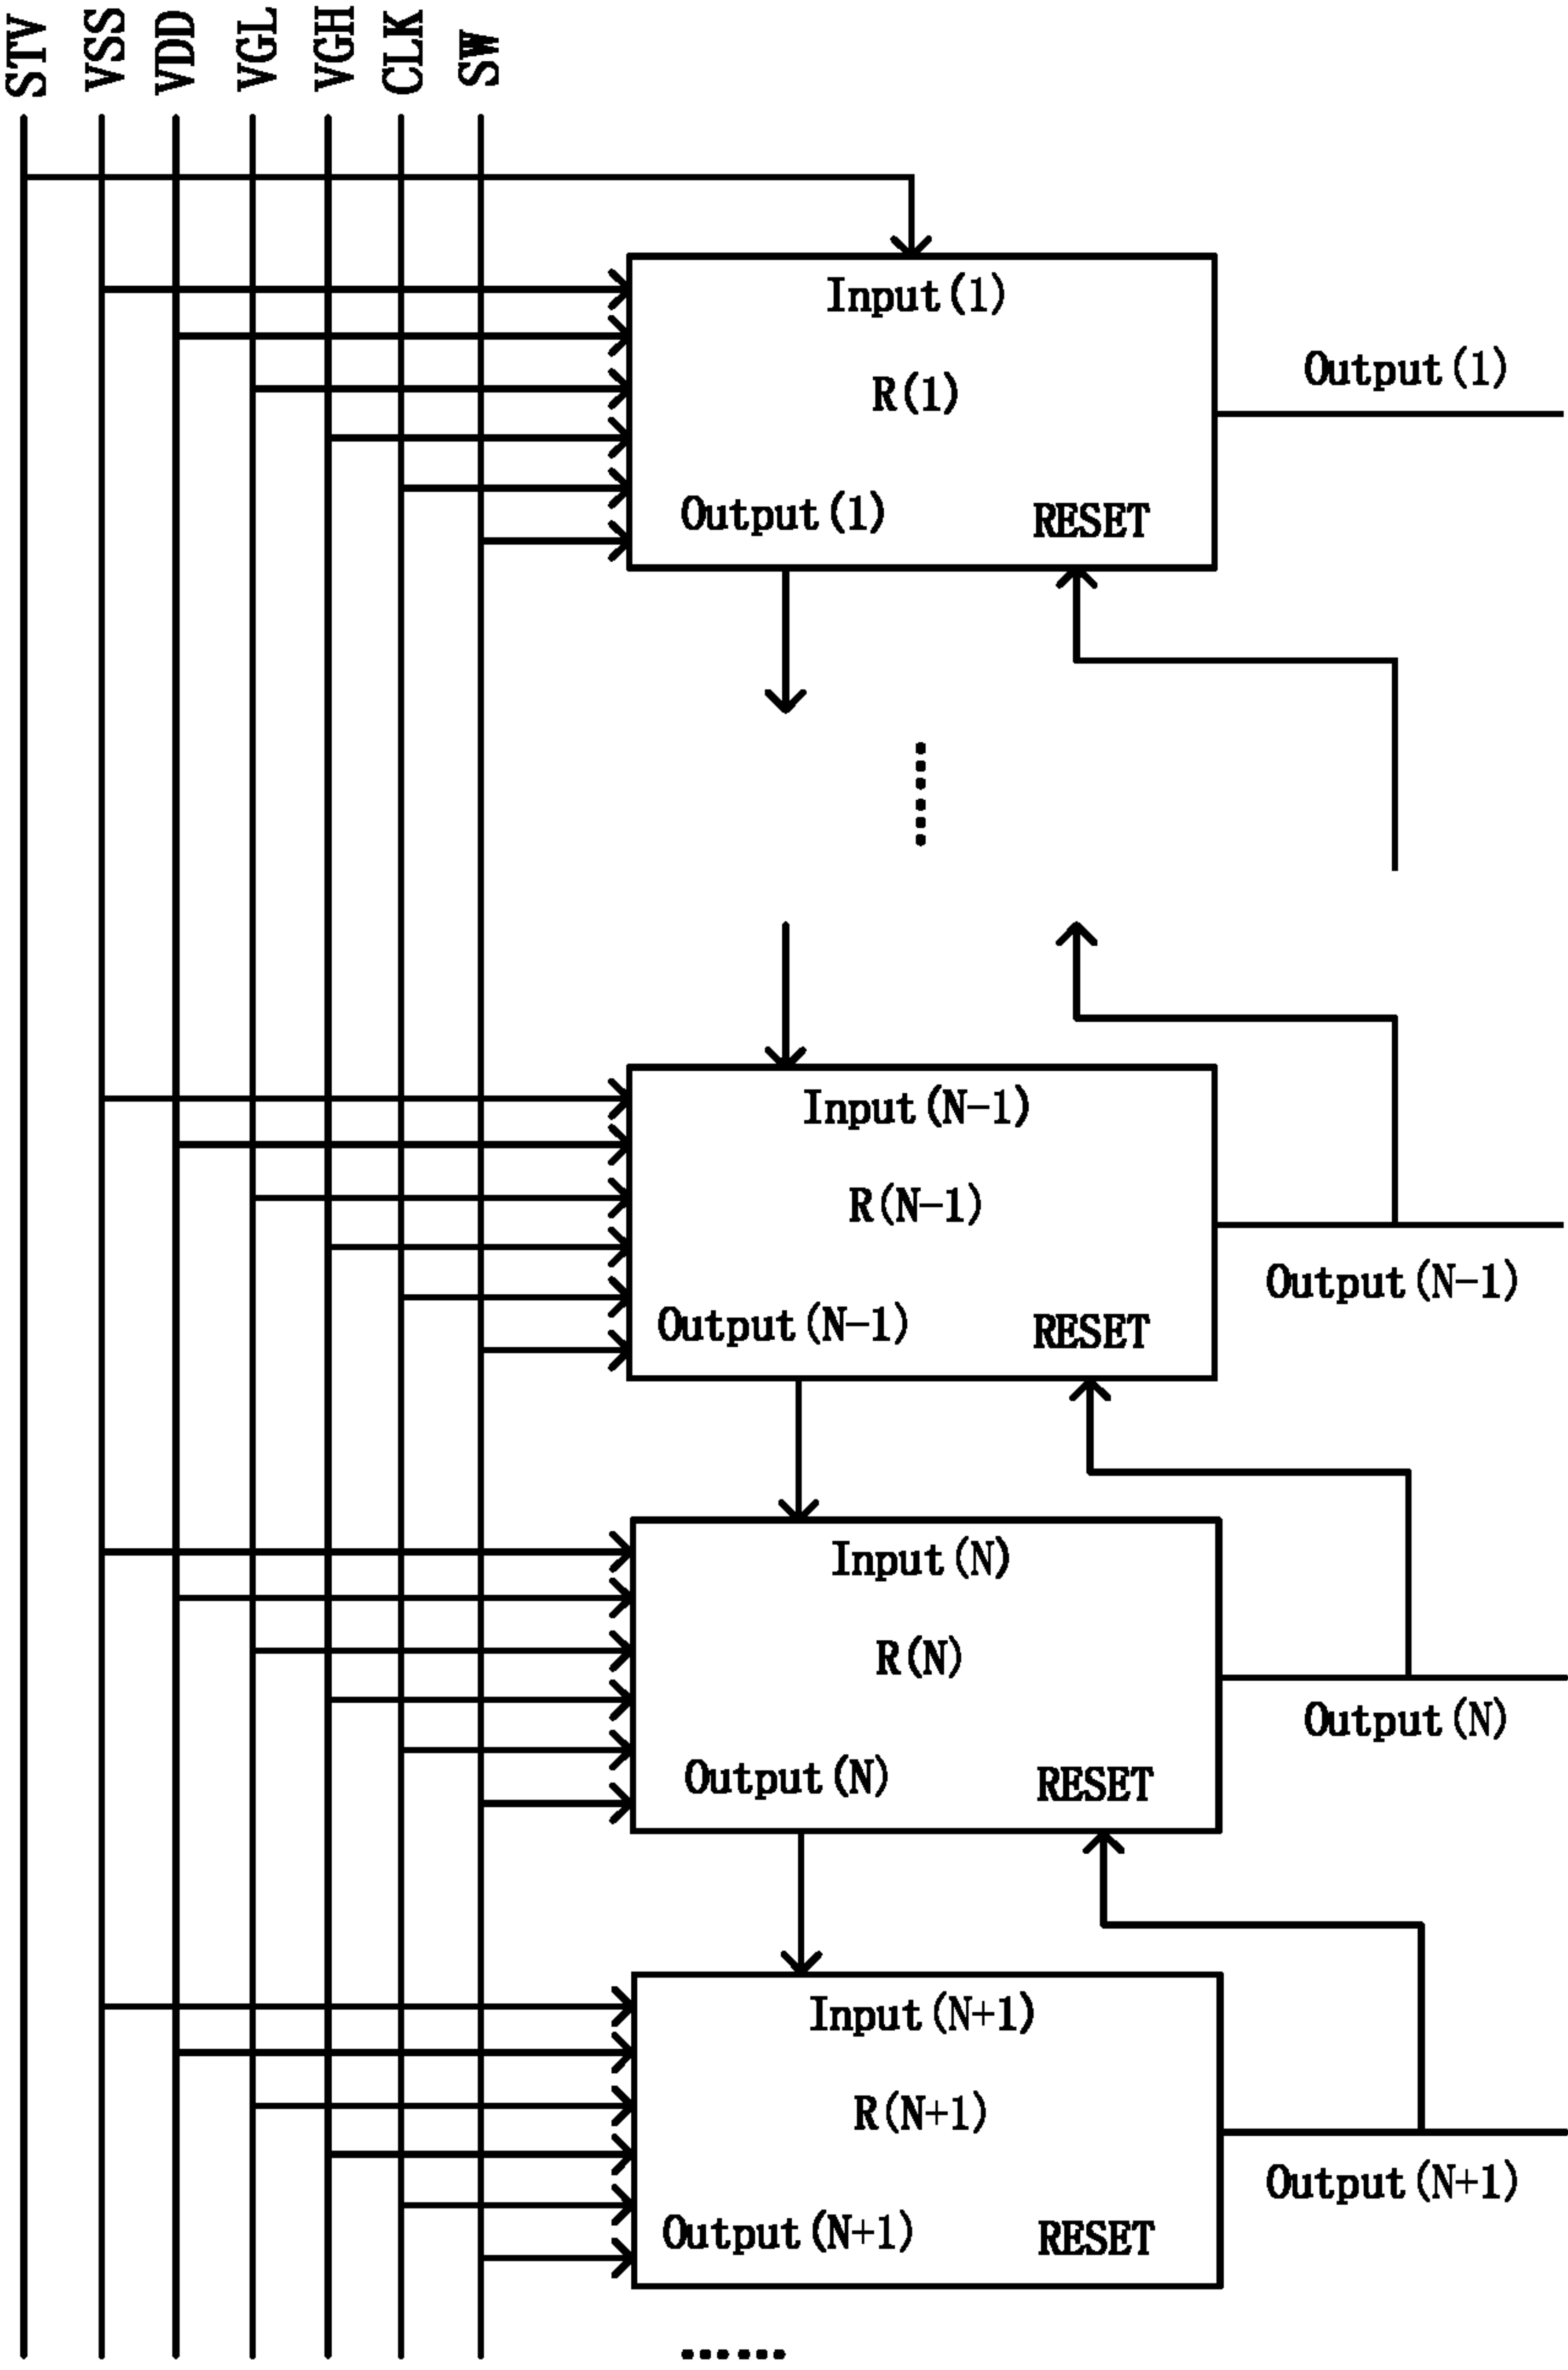 STV
VSS
VDD
VGL
VGH
CLK
SW
Input(1)
R(1)
Output(1)
Output(1)
RESET
Input(N-1)
R(N-1)
Output(N-1)
Output(N-1)
RESET
Input(N)
R(N)
Output(N)
Output(N)
RESET
Input(N+1)
R(N+1)
Output(N+1)
Output(N+1)
RESET